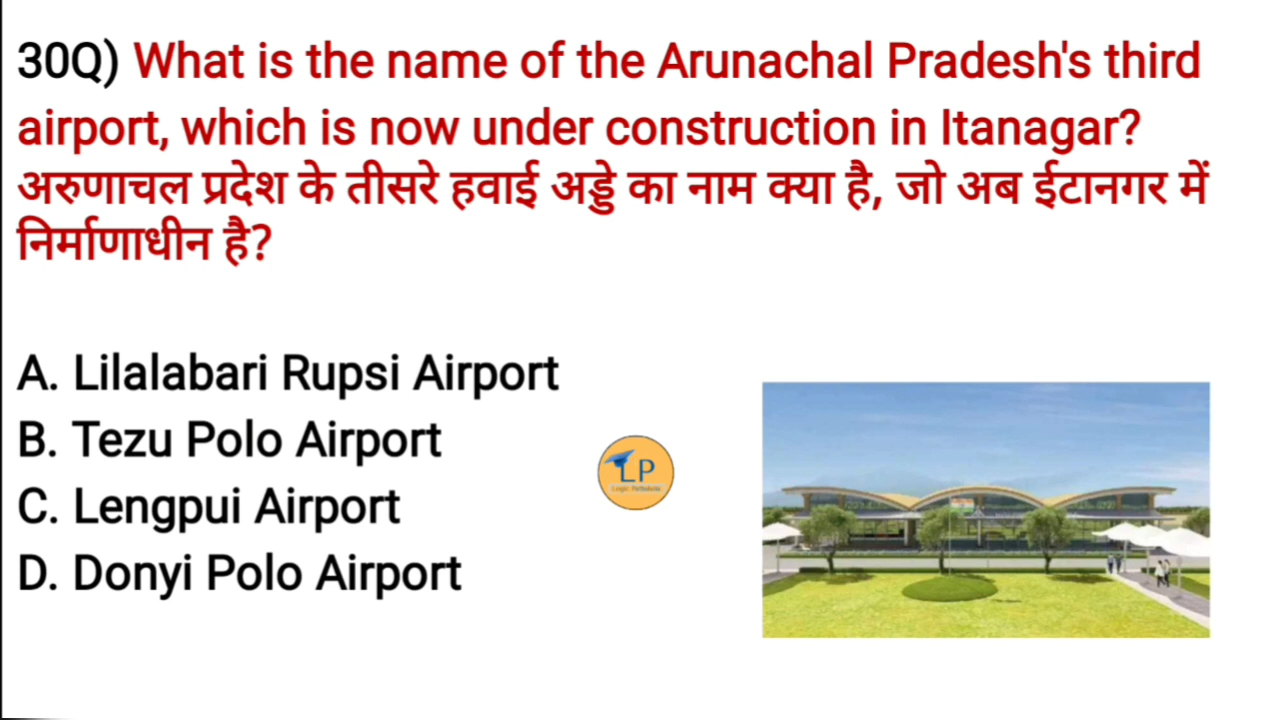 30Q) What is the name of the Arunachal Pradesh's third
airport, which is now under construction in Itanagar?
अरुणाचल प्रदेश के तीसरे हवाई अड्डे का नाम क्या है, जो अब ईटानगर में
निर्माणाधीन है?
A. Lilalabari Rupsi Airport
B. Tezu Polo Airport
C. Lengpui Airport
D. Donyi Polo Airport
LP